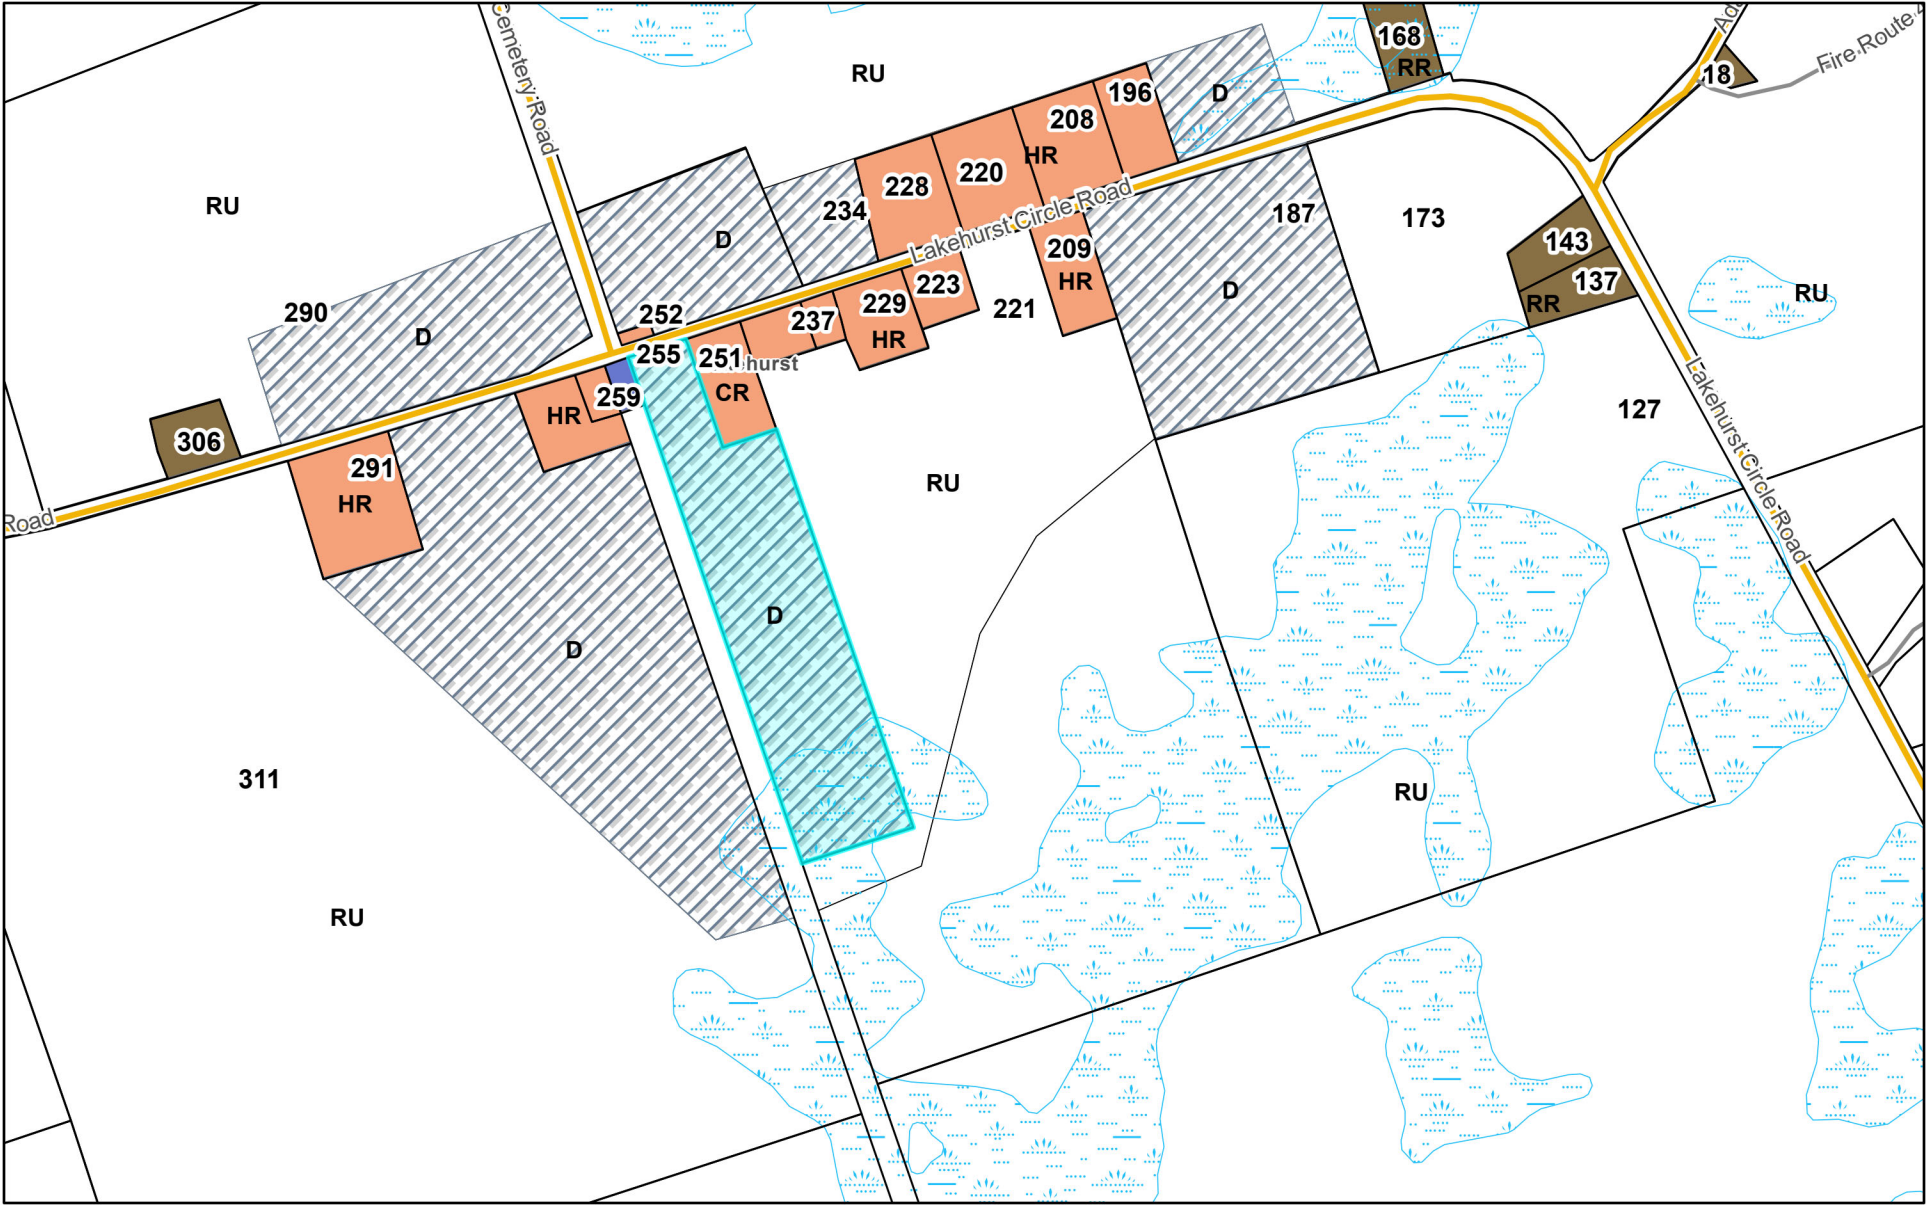 Cemetery Road
RU
168
RR
18
Fire Route
196
D
208
HR
220
228
234
RU
D
Lakehurst Circle Road
187
173
143
209
HR
137
RR
RU
D
290
D
252
237
229
HR
223
221
255
251
hurst
CR
259
HR
127
306
291
HR
RU
Road
Lakehurst Circle Road
D
D
311
RU
RU